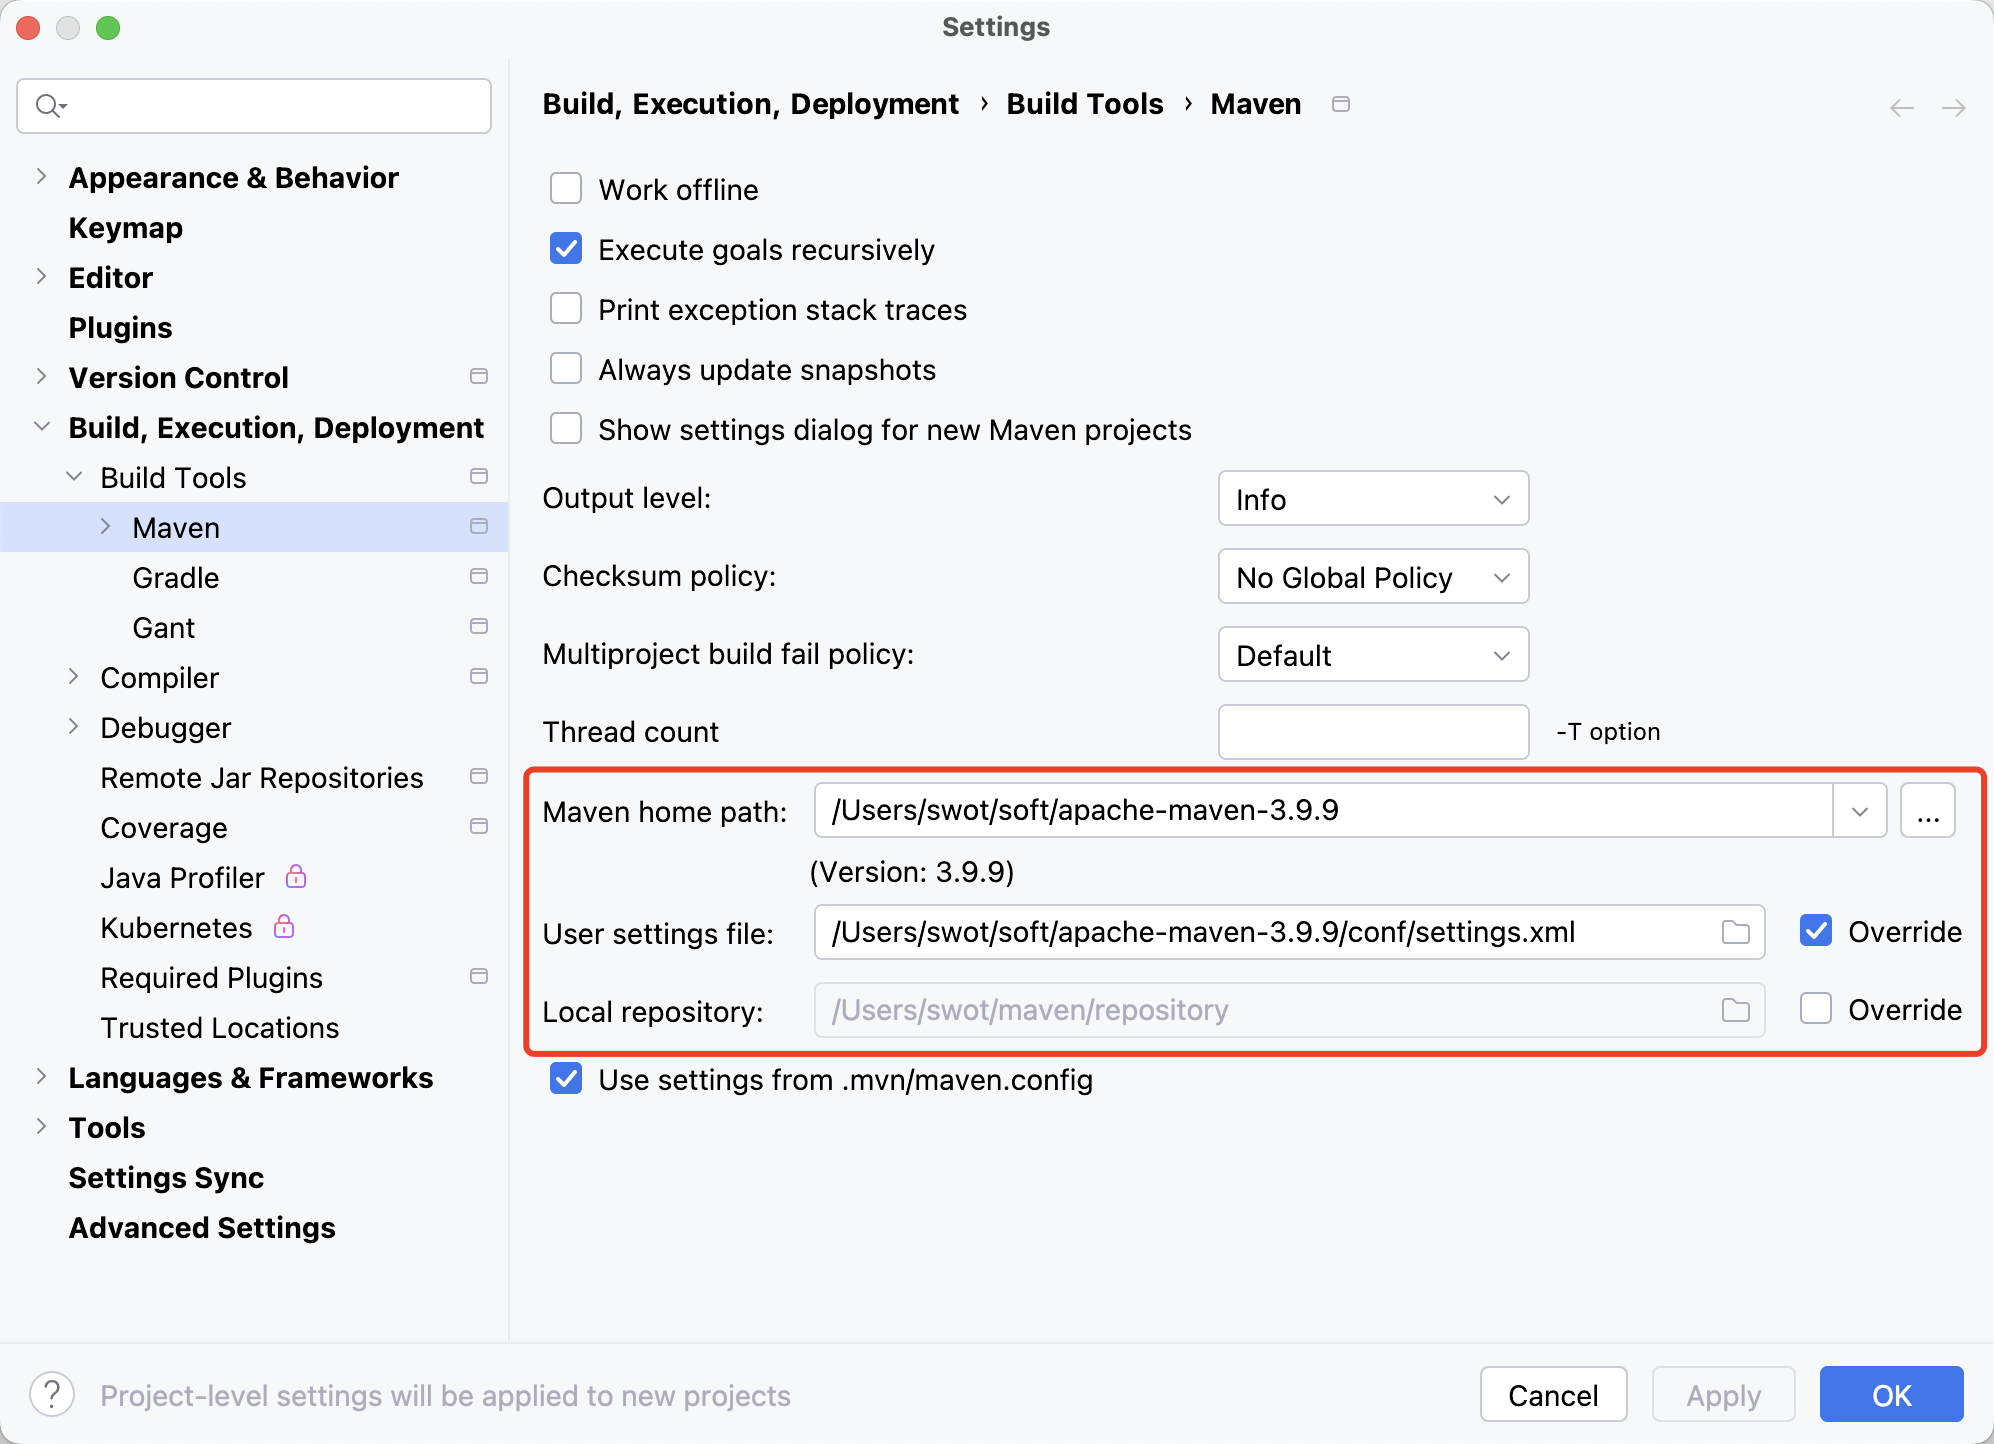 Settings
Appearance & Behavior
Keymap
Editor
Plugins
Version Control
Build, Execution, Deployment
Build Tools
Maven
Gradle
Gant
Compiler
Debugger
Remote Jar Repositories
Coverage
Java Profiler
Kubernetes
Required Plugins
Trusted Locations
Languages & Frameworks
Tools
Settings Sync
Advanced Settings
Build, Execution, Deployment › Build Tools › Maven
Work offline
Execute goals recursively
Print exception stack traces
Always update snapshots
Show settings dialog for new Maven projects
Output level: Info
Checksum policy: No Global Policy
Multiproject build fail policy: Default
Thread count -T option
Maven home path: /Users/swot/soft/apache-maven-3.9.9 ...
(Version: 3.9.9)
User settings file: /Users/swot/soft/apache-maven-3.9.9/conf/settings.xml Override
Local repository: /Users/swot/maven/repository Override
Use settings from .mvn/maven.config
? Project-level settings will be applied to new projects
Cancel Apply OK